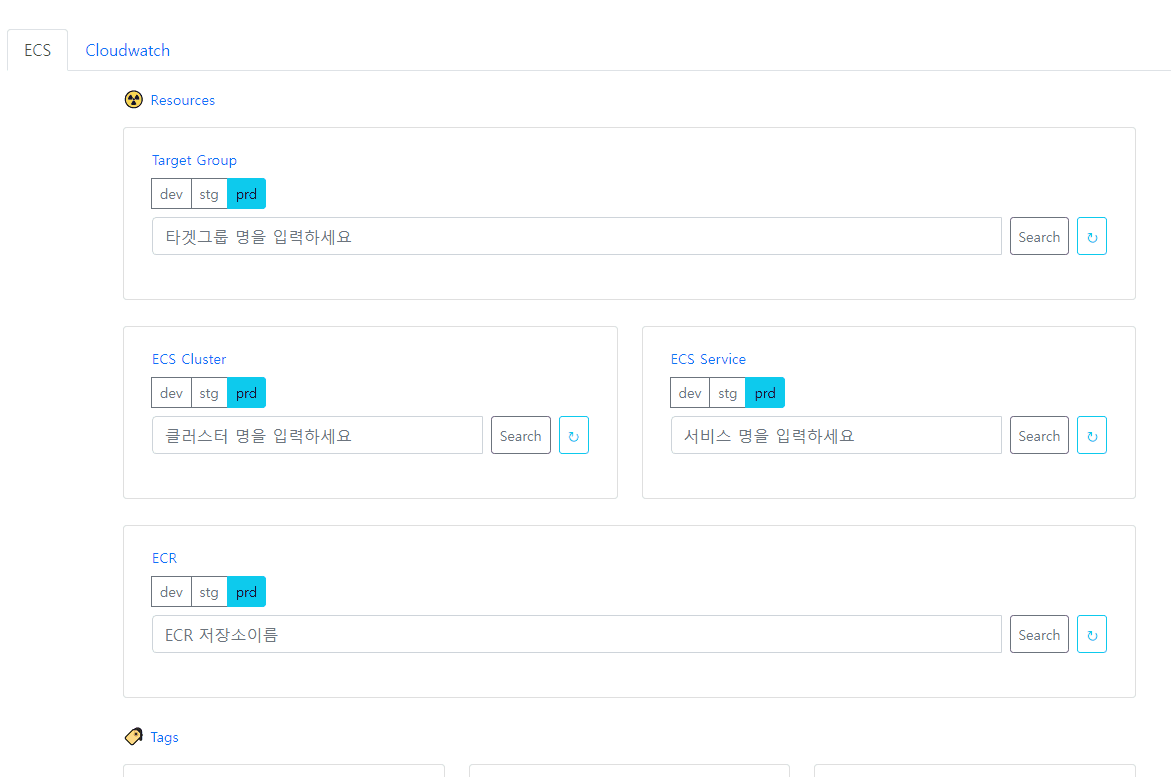 ECS Cloudwatch
Resources
Target Group
dev stg prd
타겟그룹 명을 입력하세요 Search ↻
ECS Cluster
dev stg prd
클러스터 명을 입력하세요 Search ↻
ECS Service
dev stg prd
서비스 명을 입력하세요 Search ↻
ECR
dev stg prd
ECR 저장소이름 Search ↻
Tags